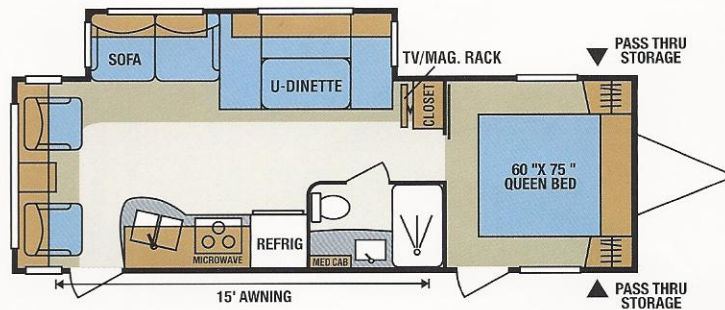 PASS THRU
STORAGE
SOFA
U-DINETTE
TV/MAG. RACK
CLOSET
60 "X 75 "
QUEEN BED
REFRIG
MICROWAVE
MED CAB
15' AWNING
PASS THRU
STORAGE